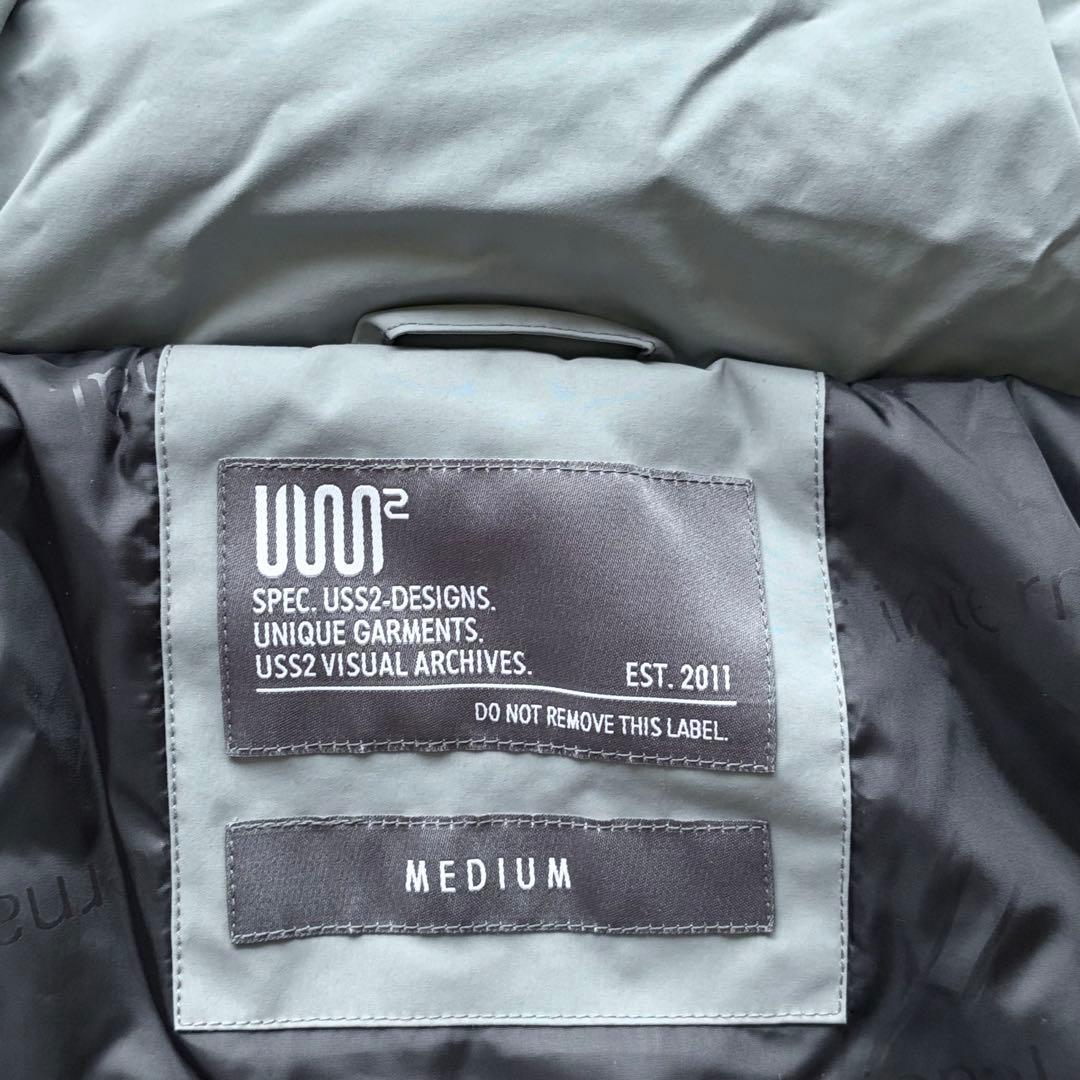 SPEC. USS2-DESIGNS.
UNIQUE GARMENTS.
USS2 VISUAL ARCHIVES.
EST. 2011
DO NOT REMOVE THIS LABEL.
MEDIUM